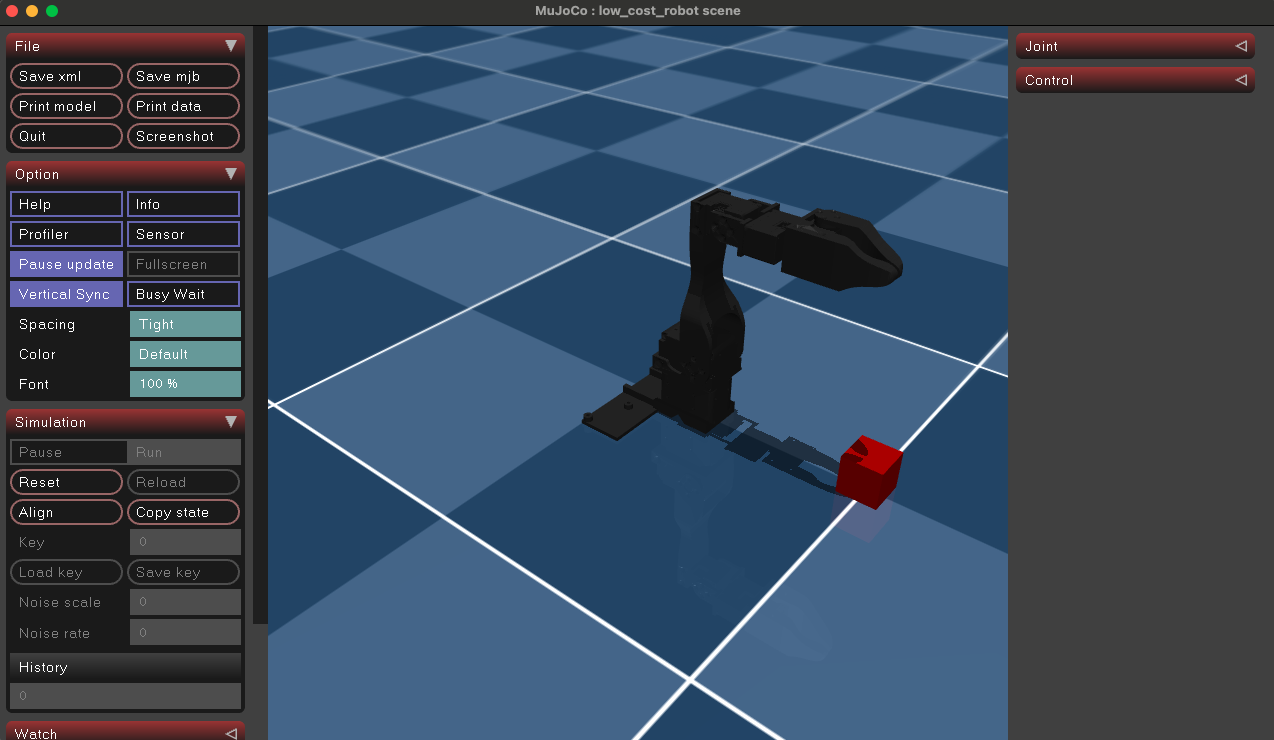 MuJoCo : low_cost_robot scene
File
Save xml Save mjb
Print model Print data
Quit Screenshot
Option
Help Info
Profiler Sensor
Pause update Fullscreen
Vertical Sync Busy Wait
Spacing Tight
Color Default
Font 100 %
Simulation
Pause Run
Reset Reload
Align Copy state
Key 0
Load key Save key
Noise scale 0
Noise rate 0
History
0
Watch
Joint
Control